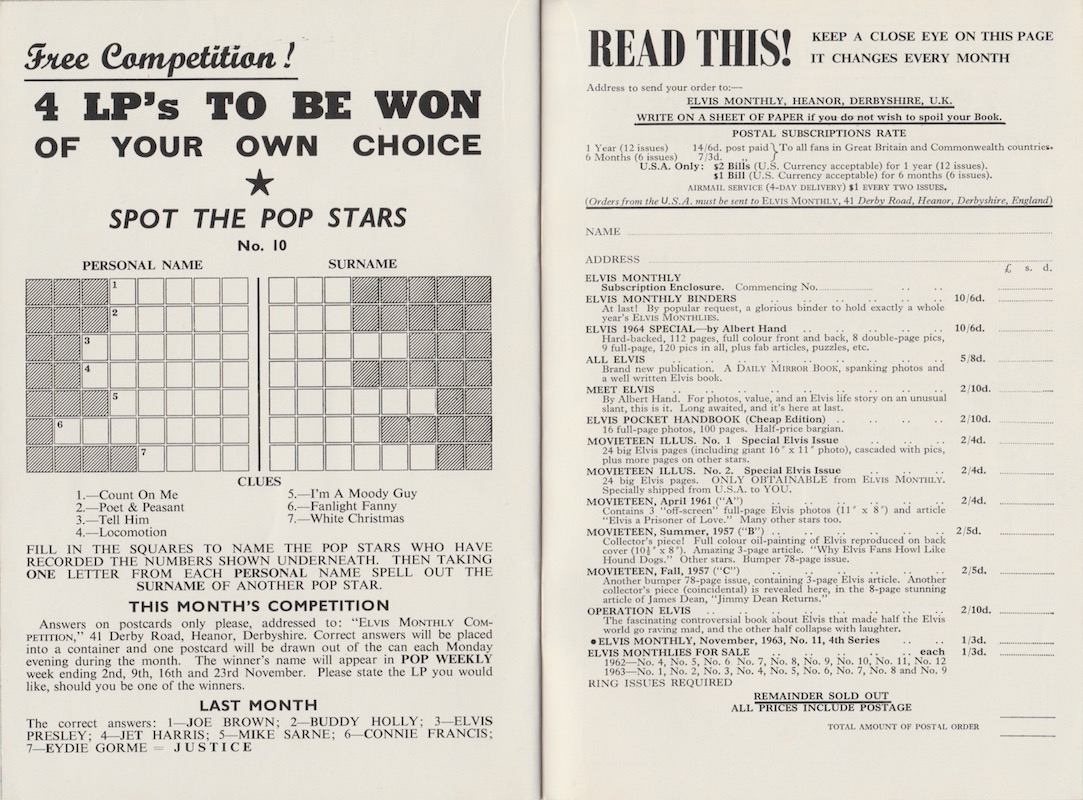 Free Competition!
4 LP's TO BE WON
OF YOUR OWN CHOICE
SPOT THE POP STARS
No. 10
PERSONAL NAME
SURNAME
1
2
3
4
5
6
7
CLUES
1.—Count On Me
2.—Poet & Peasant
3.—Tell Him
4.—Locomotion
5.—I'm A Moody Guy
6.—Fanlight Fanny
7.—White Christmas
FILL IN THE SQUARES TO NAME THE POP STARS WHO HAVE
RECORDED THE NUMBERS SHOWN UNDERNEATH. THEN TAKING
ONE LETTER FROM EACH PERSONAL NAME SPELL OUT THE
SURNAME OF ANOTHER POP STAR.
THIS MONTH'S COMPETITION
Answers on postcards only please, addressed to: "ELVIS MONTHLY COM-
PETITION," 41 Derby Road, Heanor, Derbyshire. Correct answers will be placed
into a container and one postcard will be drawn out of the can each Monday
evening during the month. The winner's name will appear in POP WEEKLY
week ending 2nd, 9th, 16th and 23rd November. Please state the LP you would
like, should you be one of the winners.
LAST MONTH
The correct answers: 1—JOE BROWN; 2—BUDDY HOLLY; 3—ELVIS
PRESLEY; 4—JET HARRIS; 5—MIKE SARNE; 6—CONNIE FRANCIS;
7—EYDIE GORME = JUSTICE
READ THIS!
KEEP A CLOSE EYE ON THIS PAGE
IT CHANGES EVERY MONTH
Address to send your order to:—
ELVIS MONTHLY, HEANOR, DERBYSHIRE, U.K.
WRITE ON A SHEET OF PAPER if you do not wish to spoil your Book.
POSTAL SUBSCRIPTIONS RATE
1 Year (12 issues) 14/6d. post paid } To all fans in Great Britain and Commonwealth countries.
6 Months (6 issues) 7/3d. ,, }
U.S.A. Only: $2 Bills (U.S. Currency acceptable) for 1 year (12 issues).
$1 Bill (U.S. Currency acceptable) for 6 months (6 issues).
AIRMAIL SERVICE (4-DAY DELIVERY) $1 EVERY TWO ISSUES.
(Orders from the U.S.A. must be sent to ELVIS MONTHLY, 41 Derby Road, Heanor, Derbyshire, England)
NAME
ADDRESS
£ s. d.
ELVIS MONTHLY
Subscription Enclosure. Commencing No.
ELVIS MONTHLY BINDERS 10/6d.
At last! By popular request, a glorious binder to hold exactly a whole
year's ELVIS MONTHLIES.
ELVIS 1964 SPECIAL—by Albert Hand 10/6d.
Hard-backed, 112 pages, full colour front and back, 8 double-page pics,
9 full-page, 120 pics in all, plus fab articles, puzzles, etc.
ALL ELVIS 5/8d.
Brand new publication. A DAILY MIRROR BOOK, spanking photos and
a well written Elvis book.
MEET ELVIS 2/10d.
By Albert Hand. For photos, value, and an Elvis life story on an unusual
slant, this is it. Long awaited, and it's here at last.
ELVIS POCKET HANDBOOK (Cheap Edition) 2/10d.
16 full-page photos, 100 pages. Half-price bargian.
MOVIETEEN ILLUS. No. 1 Special Elvis Issue 2/4d.
24 big Elvis pages (including giant 16" x 11" photo), cascaded with pics,
plus more pages on other stars.
MOVIETEEN ILLUS. No. 2. Special Elvis Issue 2/4d.
24 big Elvis pages. ONLY OBTAINABLE from ELVIS MONTHLY.
Specially shipped from U.S.A. to YOU.
MOVIETEEN, April 1961 ("A") 2/4d.
Contains 3 "off-screen" full-page Elvis photos (11" x 8") and article
"Elvis a Prisoner of Love." Many other stars too.
MOVIETEEN, Summer, 1957 ("B") 2/5d.
Collector's piece! Full colour oil-painting of Elvis reproduced on back
cover (10½" x 8"). Amazing 3-page article. "Why Elvis Fans Howl Like
Hound Dogs." Other stars. Bumper 78-page issue.
MOVIETEEN, Fall, 1957 ("C") 2/5d.
Another bumper 78-page issue, containing 3-page Elvis article. Another
collector's piece (coincidental) is revealed here, in the 8-page stunning
article of James Dean, "Jimmy Dean Returns."
OPERATION ELVIS 2/10d.
The fascinating controversial book about Elvis that made half the Elvis
world go raving mad, and the other half collapse with laughter.
● ELVIS MONTHLY, November, 1963, No. 11, 4th Series 1/3d.
ELVIS MONTHLIES FOR SALE each 1/3d.
1962—No. 4, No. 5, No. 6 No. 7, No. 8, No. 9, No. 10, No. 11, No. 12
1963—No. 1, No. 2, No. 3, No. 4, No. 5, No. 6, No. 7, No. 8 and No. 9
RING ISSUES REQUIRED
REMAINDER SOLD OUT
ALL PRICES INCLUDE POSTAGE
TOTAL AMOUNT OF POSTAL ORDER